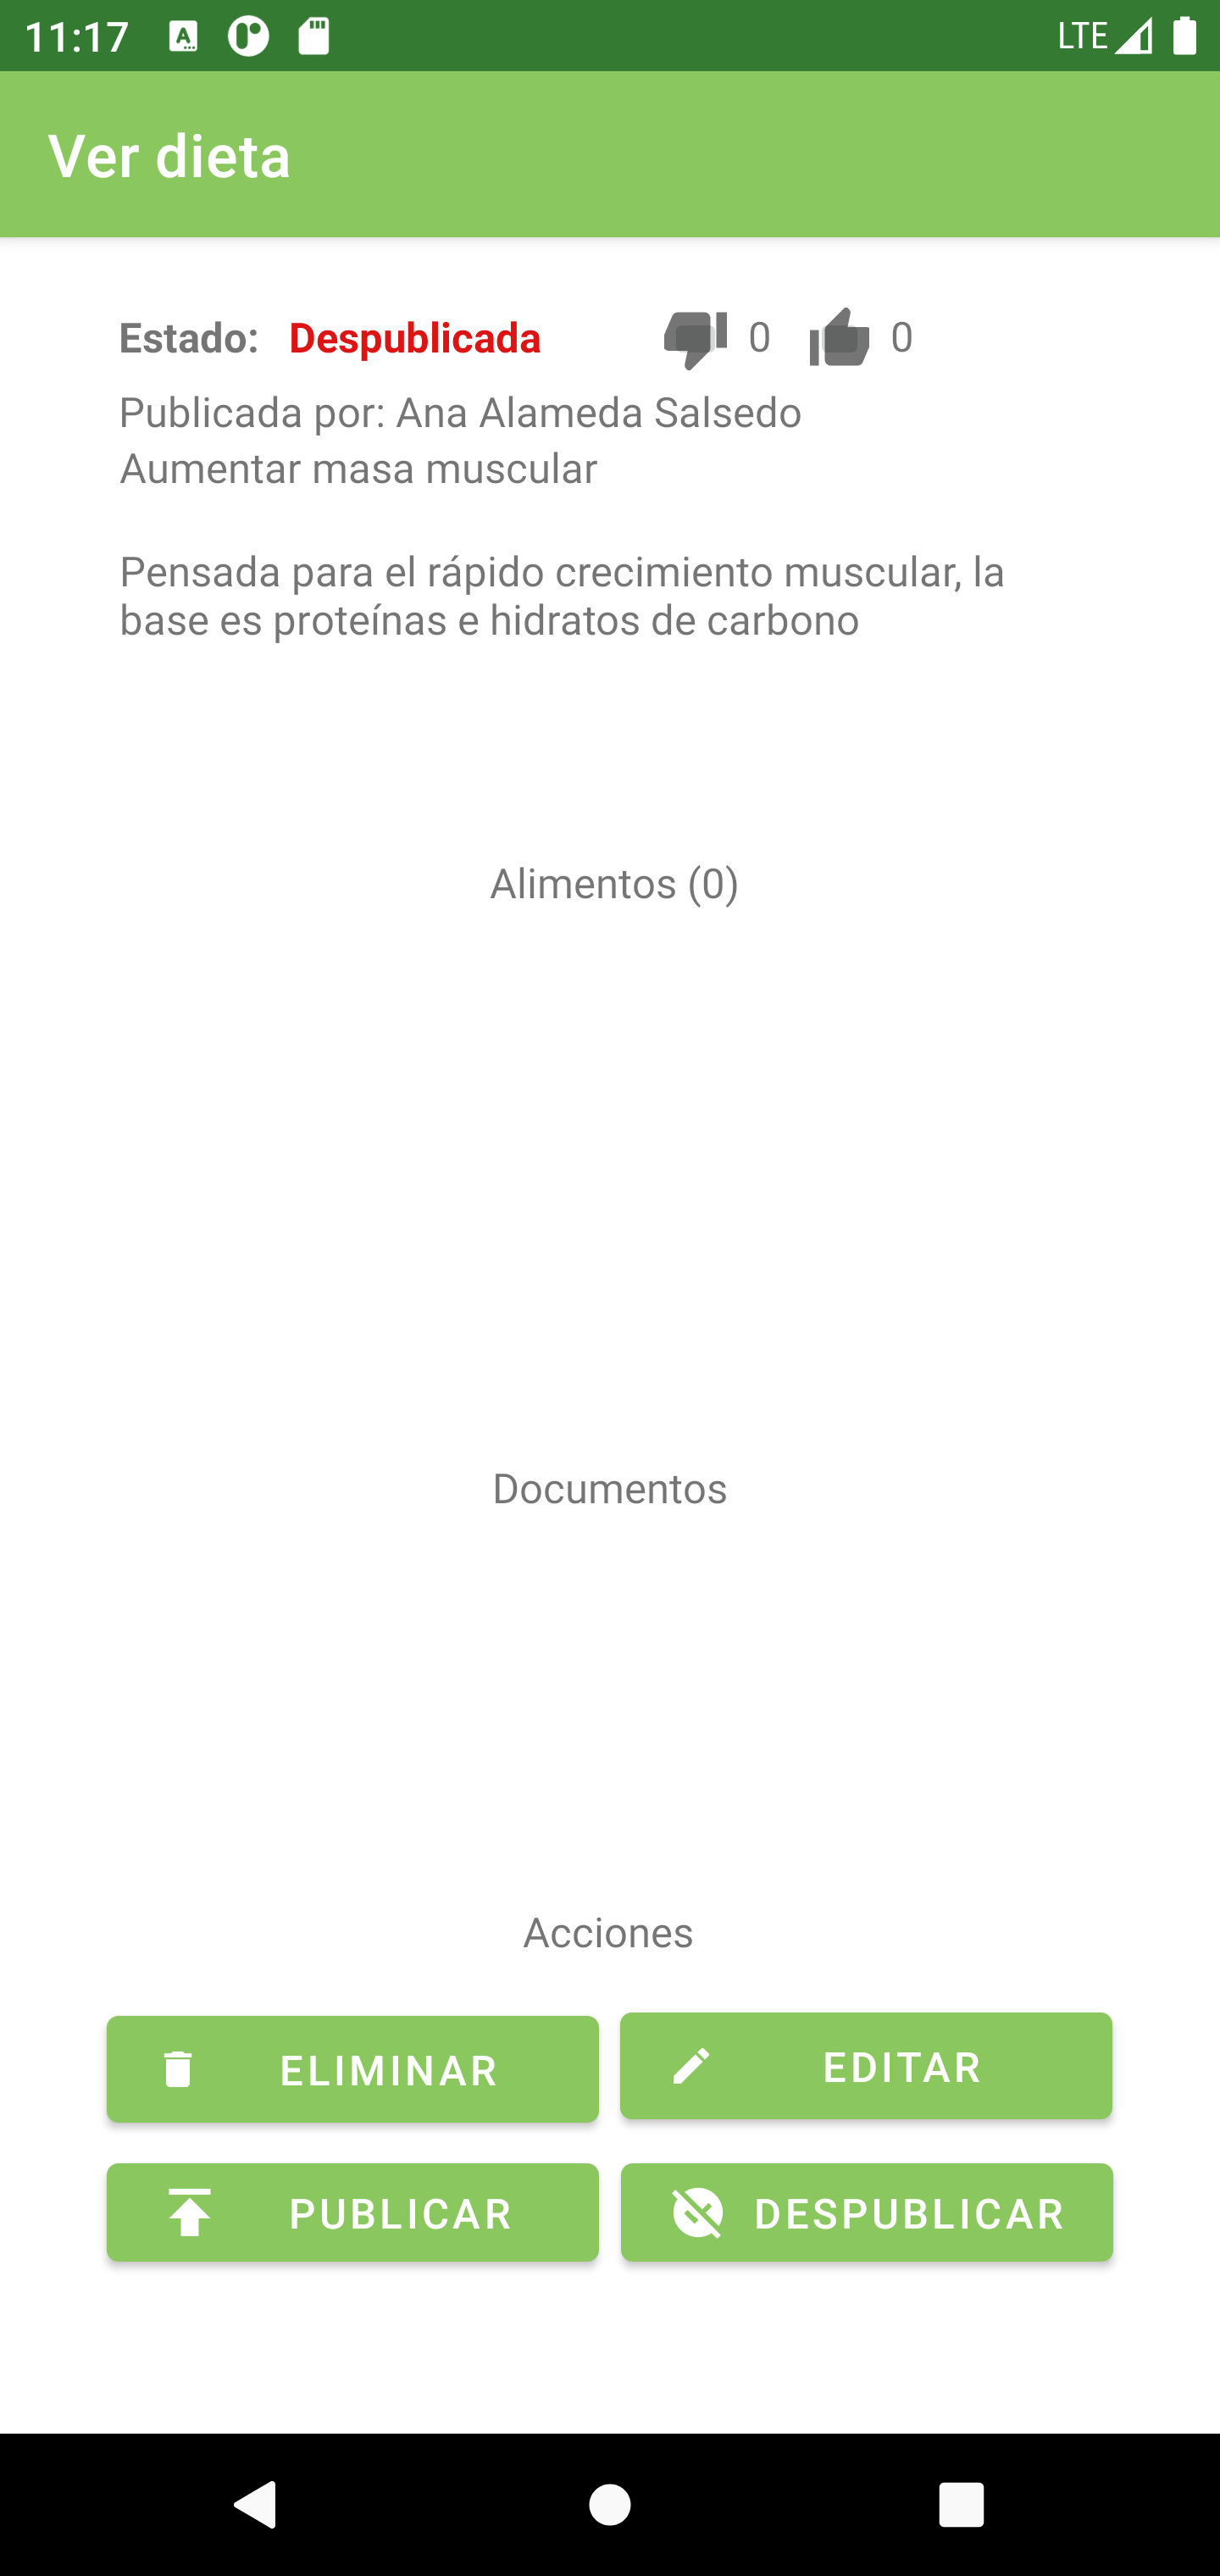 11:17 LTE
Ver dieta
Estado: Despublicada 0 0
Publicada por: Ana Alameda Salsedo
Aumentar masa muscular
Pensada para el rápido crecimiento muscular, la
base es proteínas e hidratos de carbono
Alimentos (0)
Documentos
Acciones
ELIMINAR EDITAR
PUBLICAR DESPUBLICAR